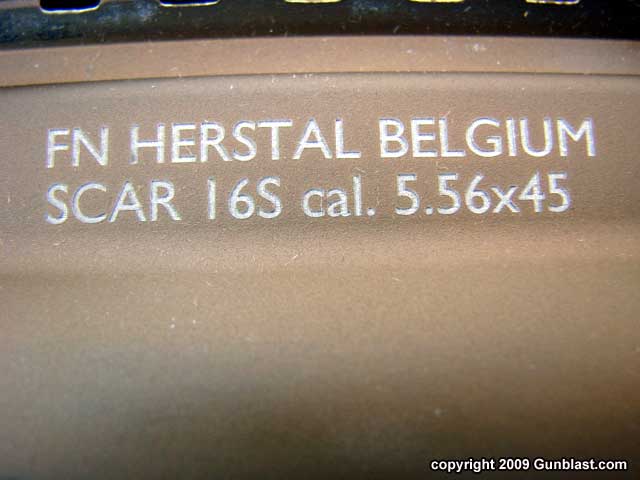 FN HERSTAL BELGIUM
SCAR 16S cal. 5.56x45
copyright 2009 Gunblast.com